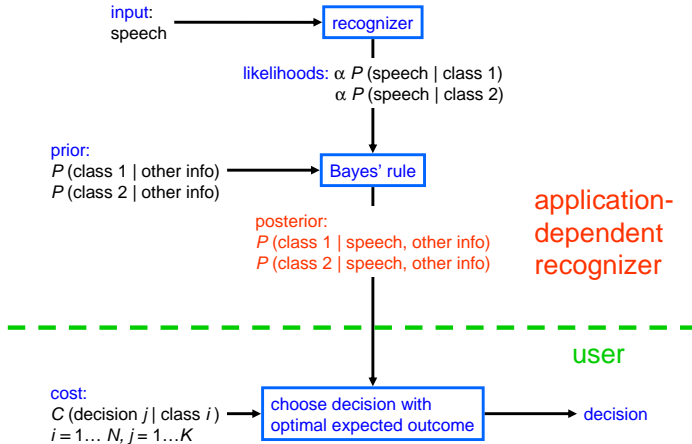 input:
speech
recognizer
likelihoods: α P (speech | class 1)
α P (speech | class 2)
prior:
P (class 1 | other info)
P (class 2 | other info)
Bayes' rule
posterior:
P (class 1 | speech, other info)
P (class 2 | speech, other info)
application-
dependent
recognizer
user
cost:
C (decision j | class i )
i = 1… N, j = 1…K
choose decision with
optimal expected outcome
decision